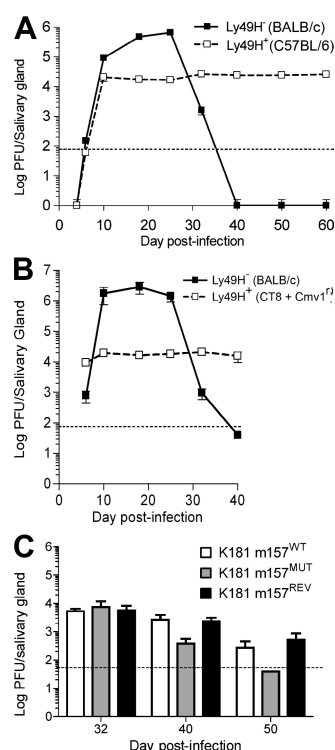 A
Log PFU/Salivary gland
6
5
4
3
2
1
0
Ly49H⁻(BALB/c)
Ly49H⁺(C57BL/6)
0 10 20 30 40 50 60
Day post-infection
B
Log PFU/Salivary Gland
7
6
5
4
3
2
1
0
Ly49H⁻ (BALB/c)
Ly49H⁺ (CT8 + Cmv1ʳ)
0 10 20 30 40
Day post-infection
C
Log PFU/Salivary gland
6
5
4
3
2
1
0
K181 m157ᵂᵀ
K181 m157ᴹᵁᵀ
K181 m157ᴿᴱⱽ
32 40 50
Day post-infection